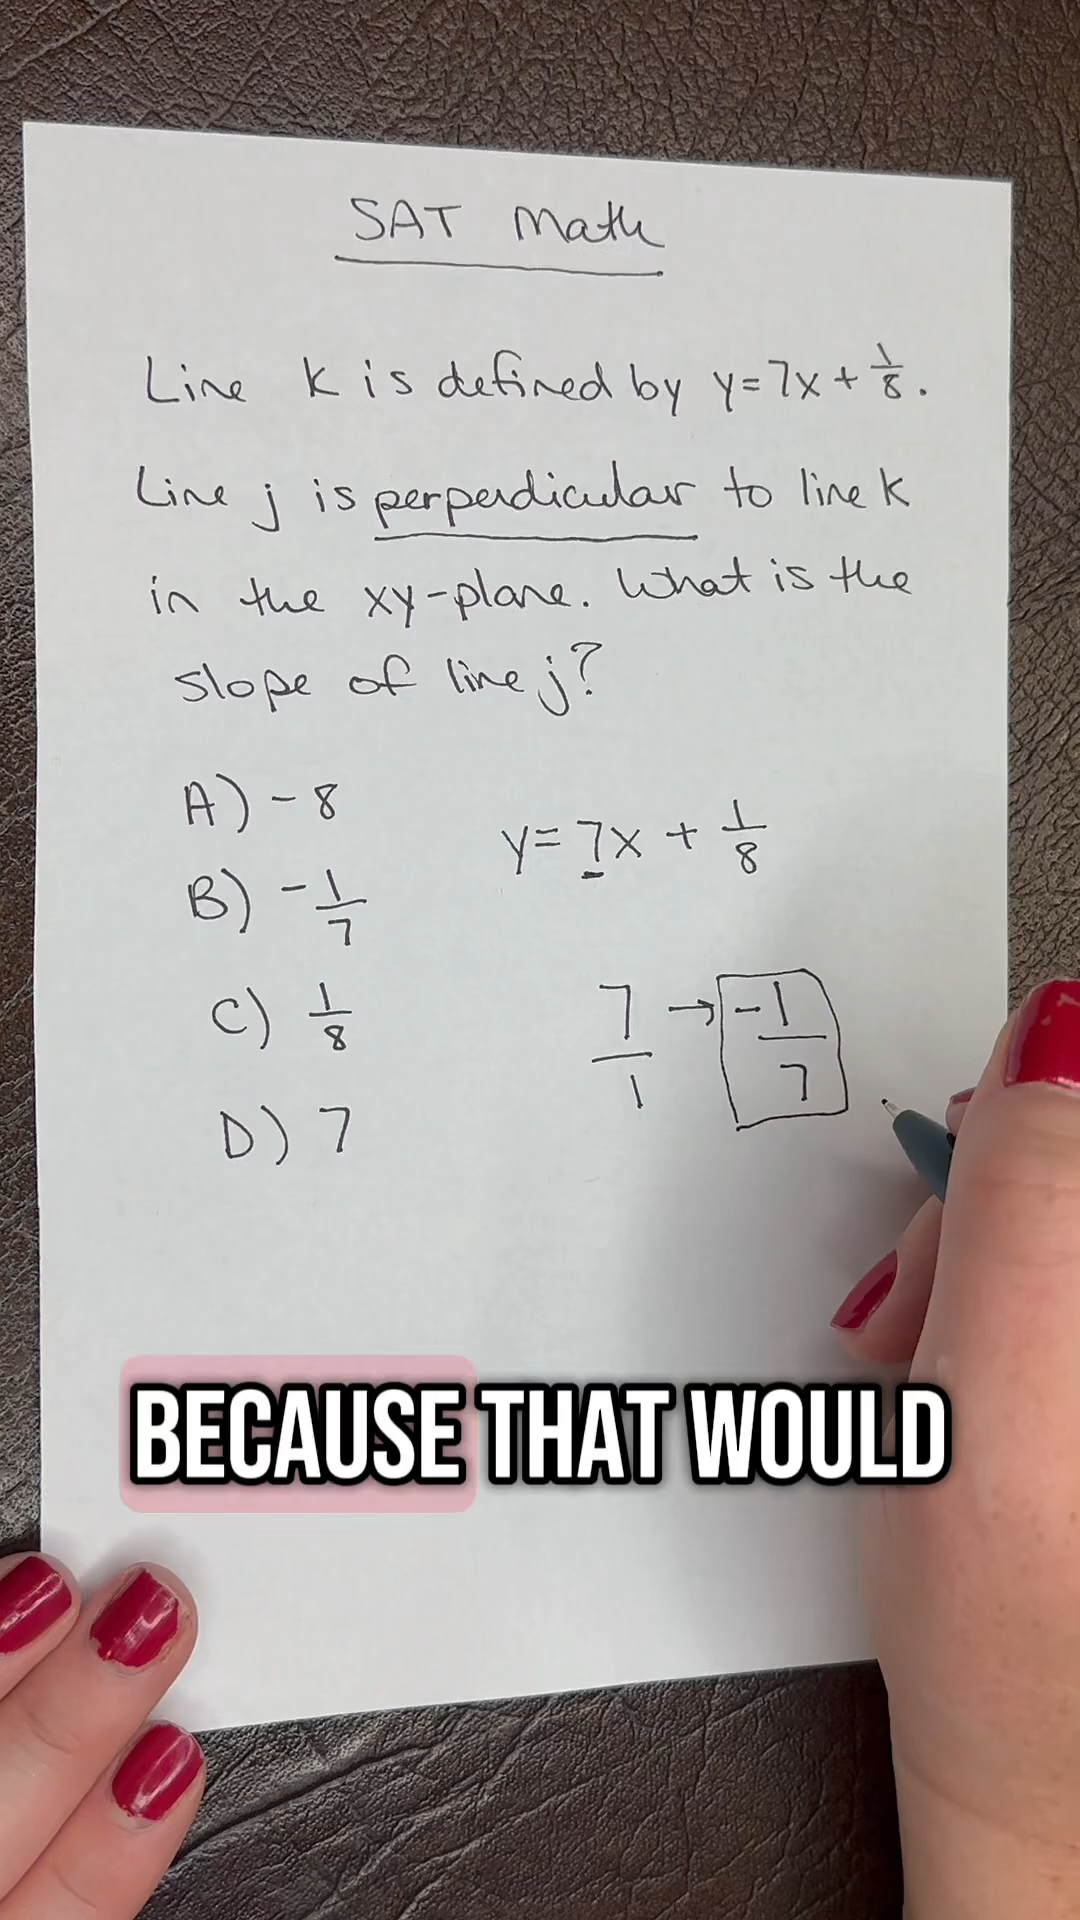 SAT Math
Line k is defined by y=7x+1/8.
Line j is perpendicular to line k
in the xy-plane. What is the
slope of line j?
A) -8
B) -1/7
C) 1/8
D) 7
y=7x + 1/8
7/1 → -1/7
BECAUSE THAT WOULD